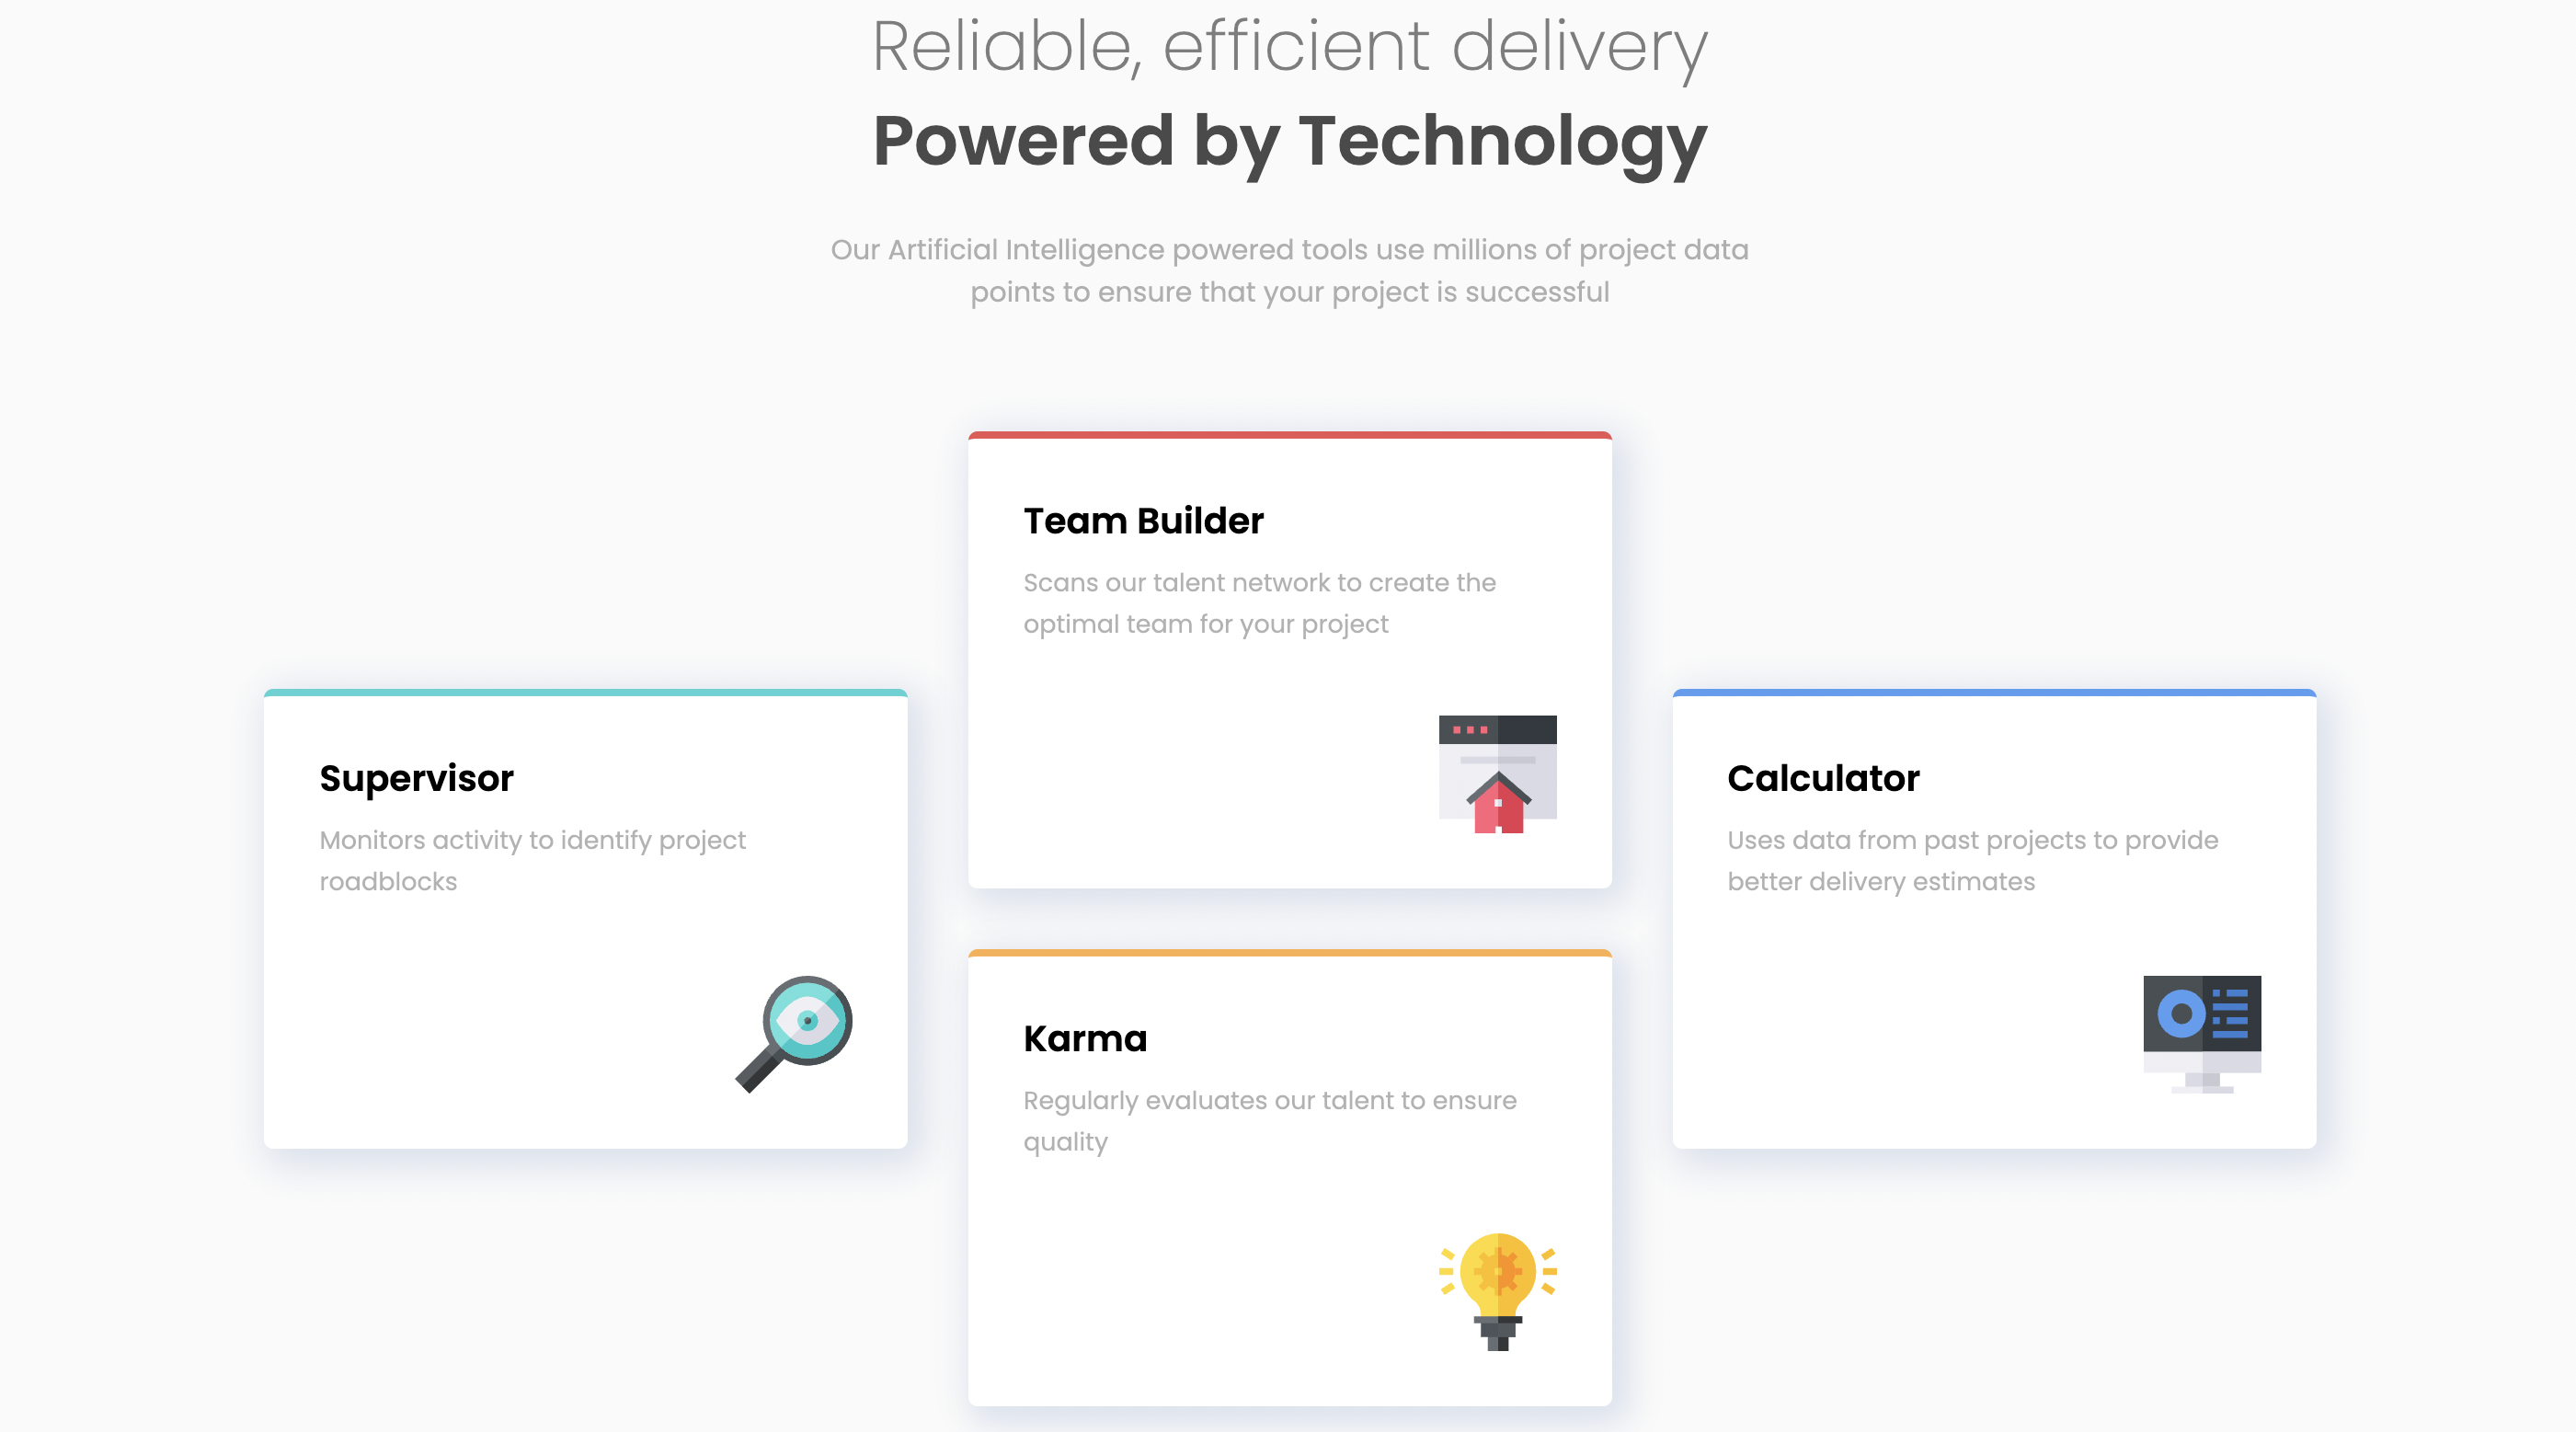 Reliable, efficient delivery
Powered by Technology
Our Artificial Intelligence powered tools use millions of project data
points to ensure that your project is successful
Supervisor
Monitors activity to identify project
roadblocks
Team Builder
Scans our talent network to create the
optimal team for your project
Karma
Regularly evaluates our talent to ensure
quality
Calculator
Uses data from past projects to provide
better delivery estimates